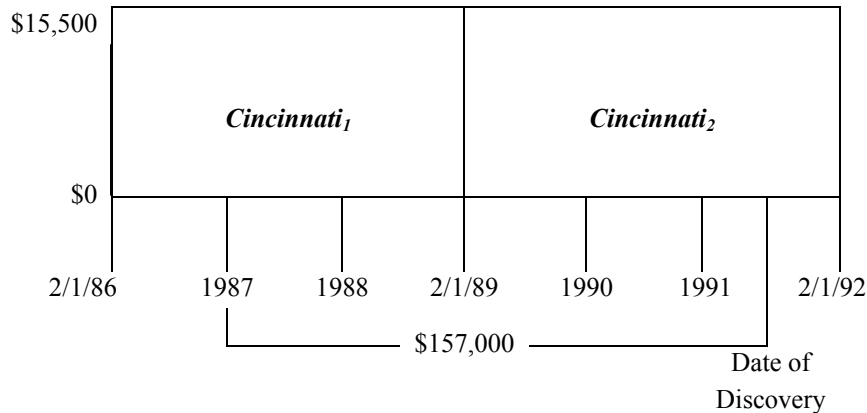 $15,500
Cincinnati1 Cincinnati2
$0
2/1/86 1987 1988 2/1/89 1990 1991 2/1/92
$157,000
Date of
Discovery